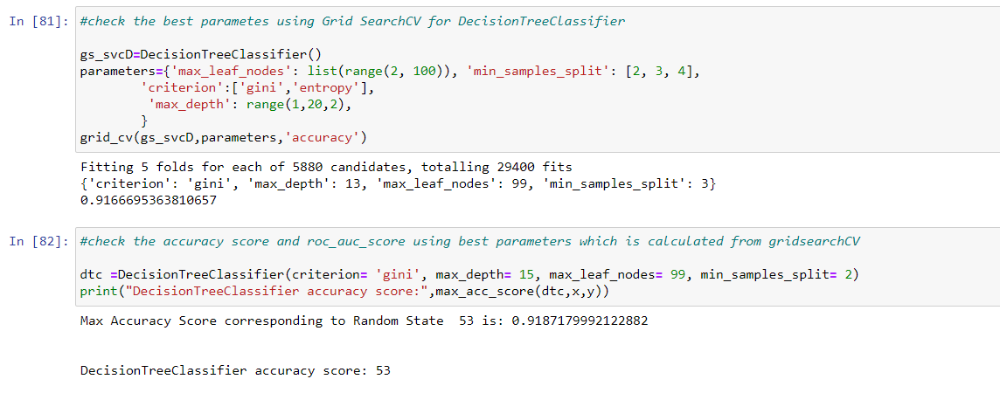 In [81]: #check the best parametes using Grid SearchCV for DecisionTreeClassifier
gs_svcD=DecisionTreeClassifier()
parameters={'max_leaf_nodes': list(range(2, 100)), 'min_samples_split': [2, 3, 4],
'criterion':['gini','entropy'],
'max_depth': range(1,20,2),
}
grid_cv(gs_svcD,parameters,'accuracy')
Fitting 5 folds for each of 5880 candidates, totalling 29400 fits
{'criterion': 'gini', 'max_depth': 13, 'max_leaf_nodes': 99, 'min_samples_split': 3}
0.9166695363810657
In [82]: #check the accuracy score and roc_auc_score using best parameters which is calculated from gridsearchCV
dtc =DecisionTreeClassifier(criterion= 'gini', max_depth= 15, max_leaf_nodes= 99, min_samples_split= 2)
print("DecisionTreeClassifier accuracy score:",max_acc_score(dtc,x,y))
Max Accuracy Score corresponding to Random State  53 is: 0.9187179992122882
DecisionTreeClassifier accuracy score: 53